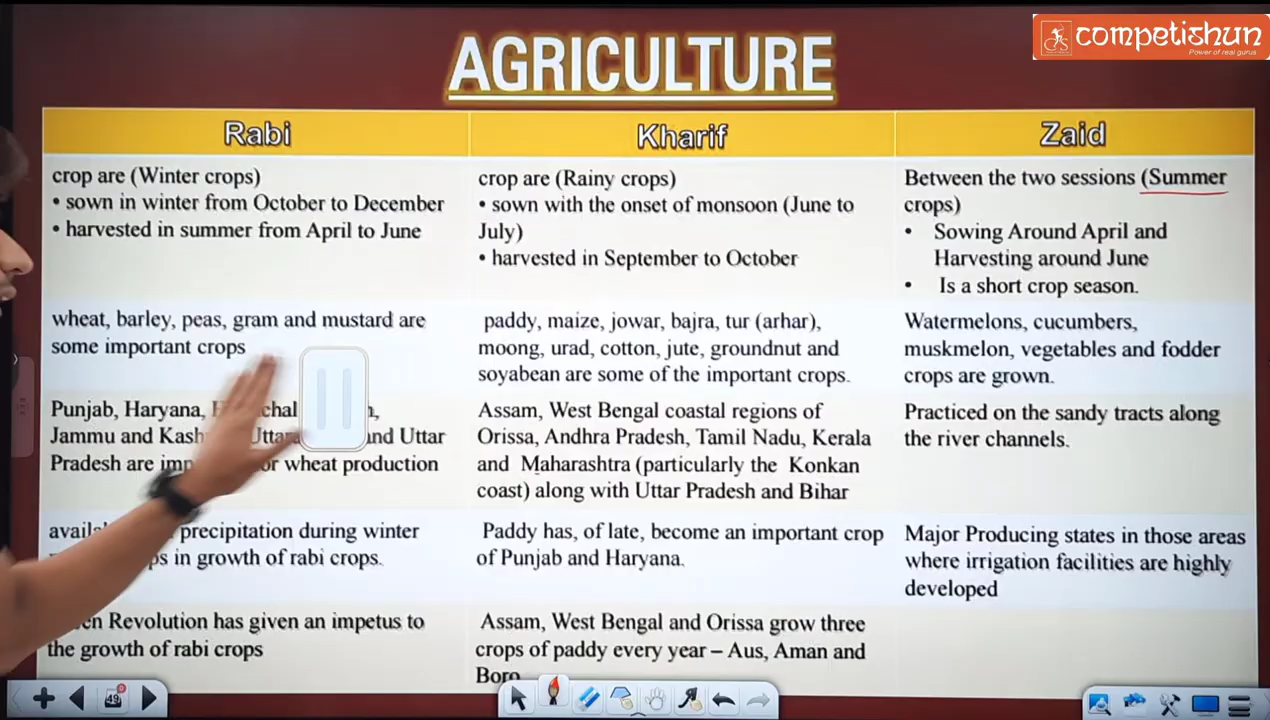 competishun
Power of real gurus
AGRICULTURE
Rabi
Kharif
Zaid
crop are (Winter crops)
• sown in winter from October to December
• harvested in summer from April to June
crop are (Rainy crops)
• sown with the onset of monsoon (June to
July)
• harvested in September to October
Between the two sessions (Summer
crops)
• Sowing Around April and
Harvesting around June
• Is a short crop season.
wheat, barley, peas, gram and mustard are
some important crops
paddy, maize, jowar, bajra, tur (arhar),
moong, urad, cotton, jute, groundnut and
soyabean are some of the important crops.
Watermelons, cucumbers,
muskmelon, vegetables and fodder
crops are grown.
Punjab, Haryana,
Jammu and and Uttar
Pradesh are wheat production
Assam, West Bengal coastal regions of
Orissa, Andhra Pradesh, Tamil Nadu, Kerala
and Maharashtra (particularly the Konkan
coast) along with Uttar Pradesh and Bihar
Practiced on the sandy tracts along
the river channels.
precipitation during winter
in growth of rabi crops.
Paddy has, of late, become an important crop
of Punjab and Haryana.
Major Producing states in those areas
where irrigation facilities are highly
developed
Revolution has given an impetus to
the growth of rabi crops
Assam, West Bengal and Orissa grow three
crops of paddy every year – Aus, Aman and
Boro
49